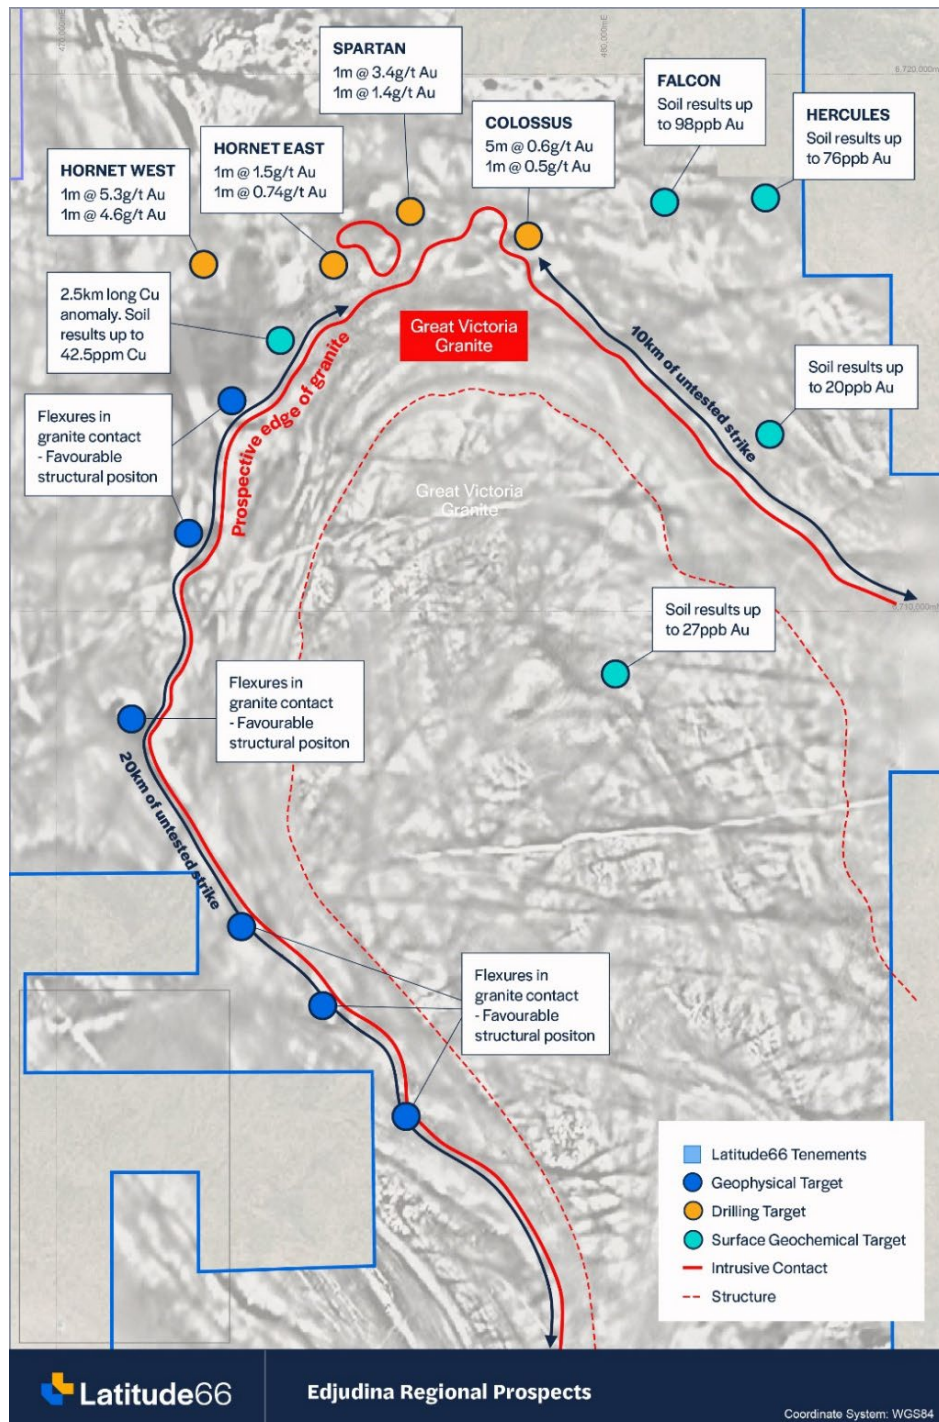 470,000mE
480,000mE
6,720,000mN
SPARTAN
1m @ 3.4g/t Au
1m @ 1.4g/t Au
FALCON
Soil results up
to 98ppb Au
HERCULES
Soil results up
to 76ppb Au
COLOSSUS
5m @ 0.6g/t Au
1m @ 0.5g/t Au
HORNET EAST
1m @ 1.5g/t Au
1m @ 0.74g/t Au
HORNET WEST
1m @ 5.3g/t Au
1m @ 4.6g/t Au
2.5km long Cu
anomaly. Soil
results up to
42.5ppm Cu
Great Victoria
Granite
10km of untested strike
Soil results up
to 20ppb Au
Flexures in
granite contact
- Favourable
structural positon
Prospective edge of granite
Great Victoria
Granite
Soil results up
to 27ppb Au
Flexures in
granite contact
- Favourable
structural positon
20km of untested strike
Flexures in
granite contact
- Favourable
structural positon
Latitude66 Tenements
Geophysical Target
Drilling Target
Surface Geochemical Target
Intrusive Contact
Structure
Latitude66
Edjudina Regional Prospects
Coordinate System: WGS84